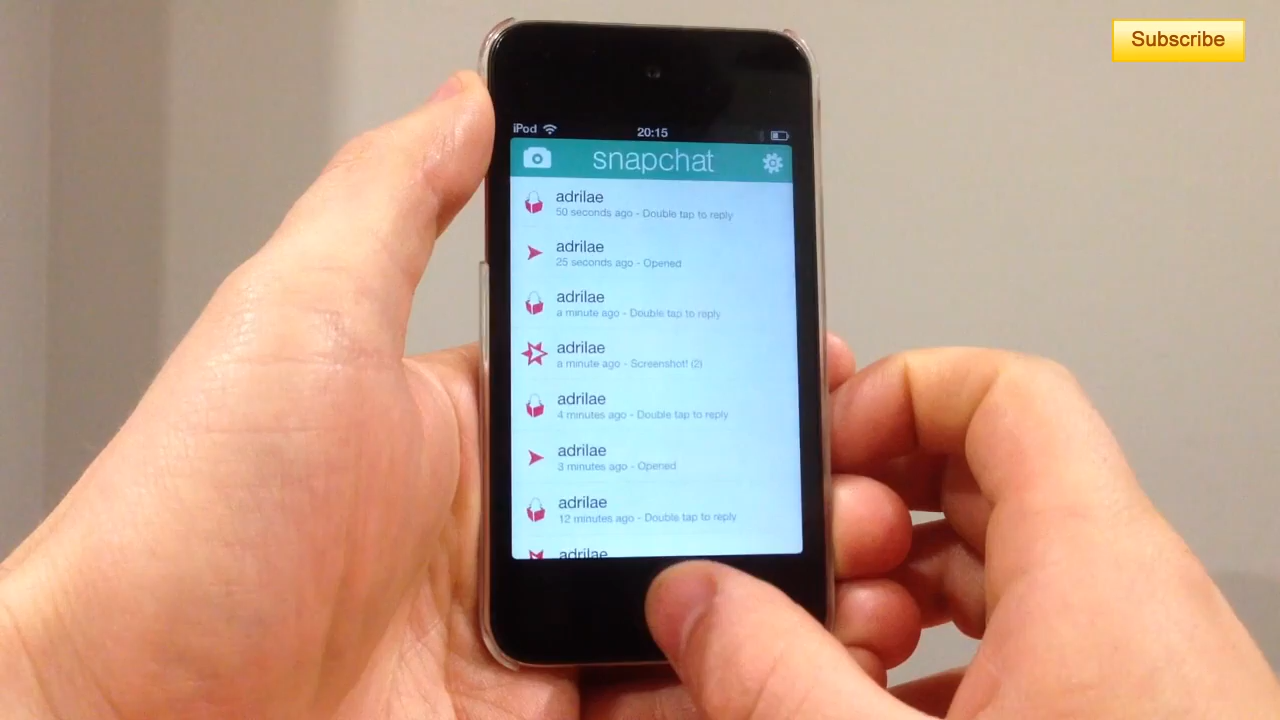 Subscribe
iPod 20:15
snapchat
adrilae
50 seconds ago - Double tap to reply
adrilae
25 seconds ago - Opened
adrilae
a minute ago - Double tap to reply
adrilae
a minute ago - Screenshot! (2)
adrilae
4 minutes ago - Double tap to reply
adrilae
3 minutes ago - Opened
adrilae
12 minutes ago - Double tap to reply
adrilae